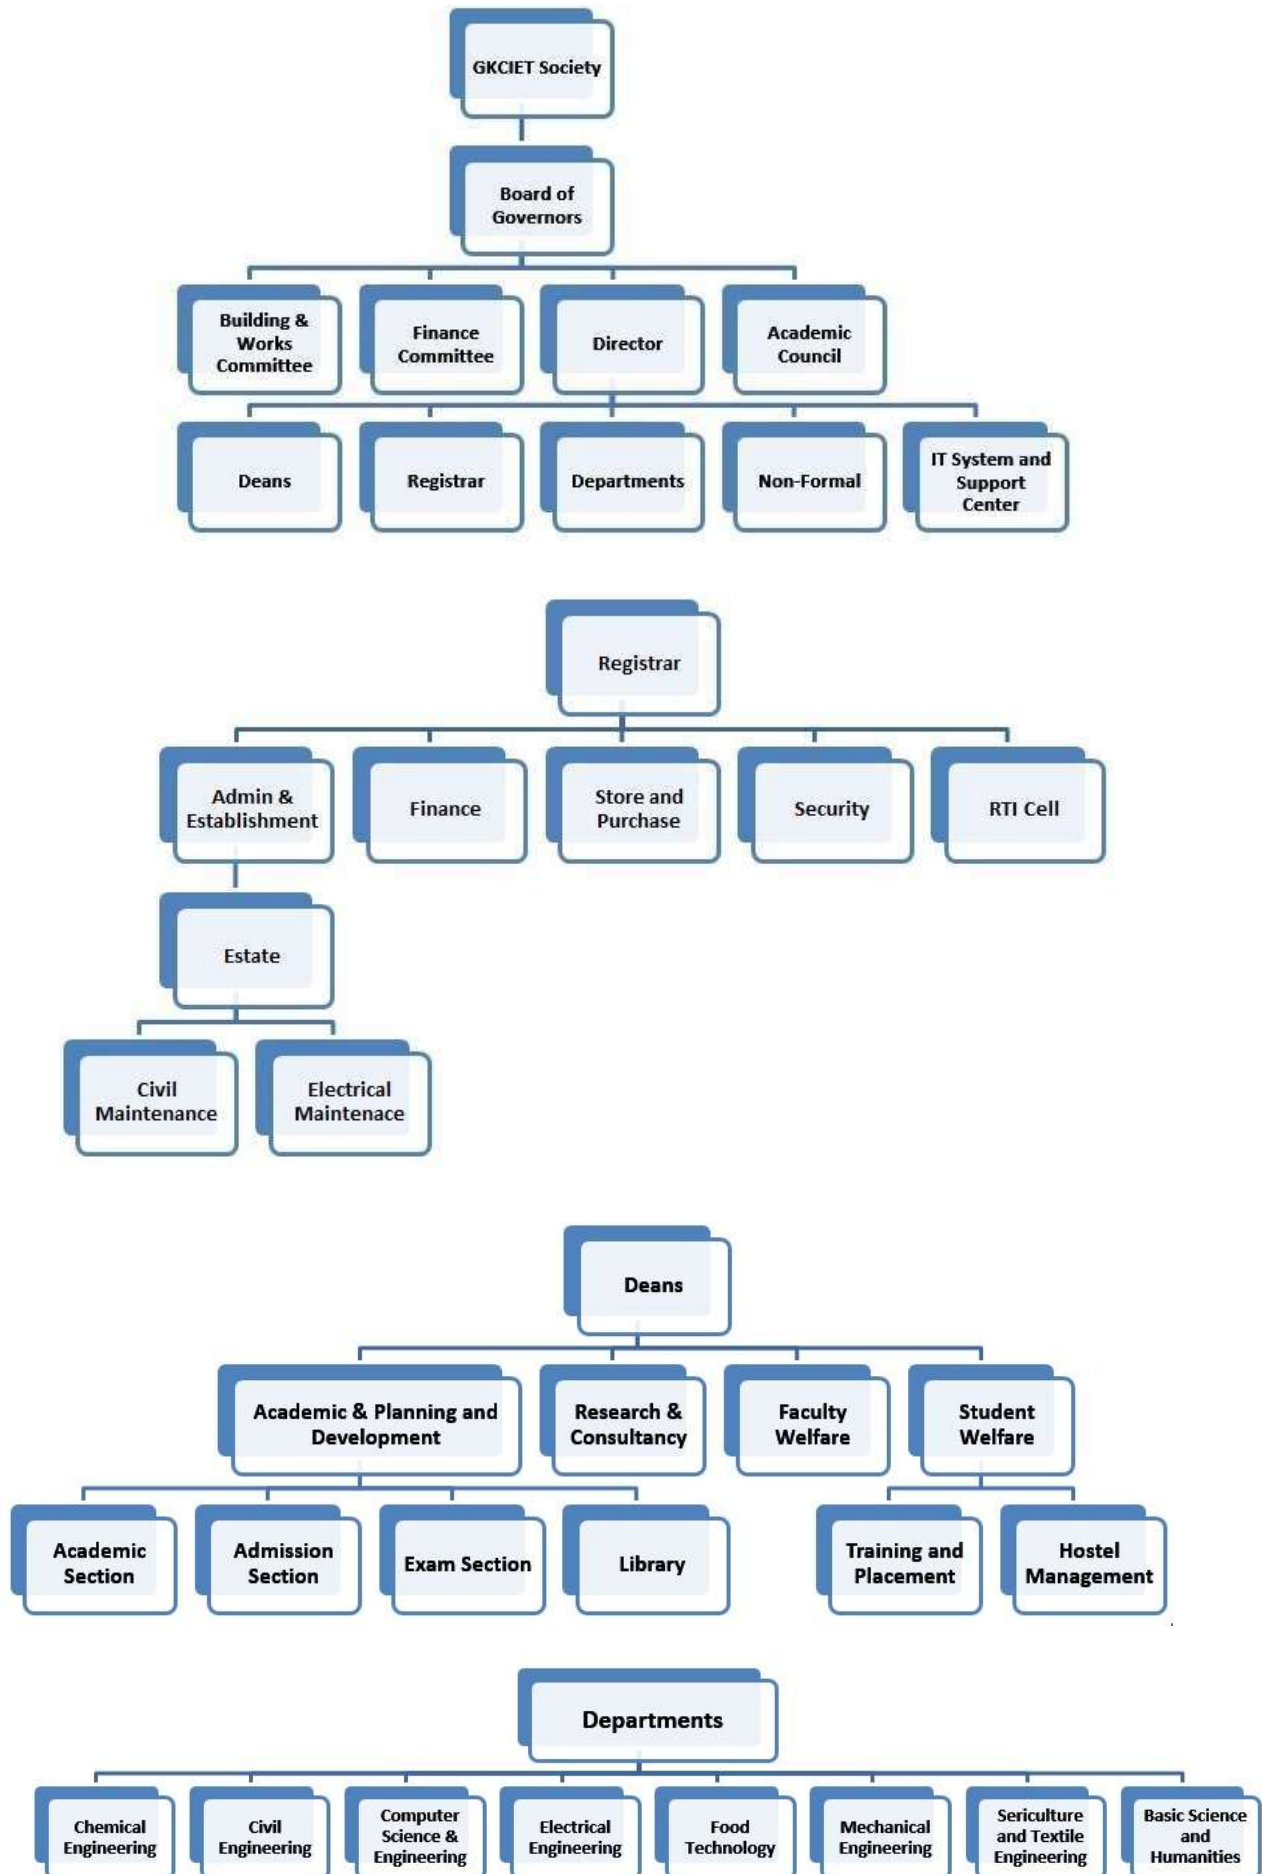 GKCIET Society
Board of
Governors
Building &
Works
Committee
Finance
Committee
Director
Academic
Council
Deans
Registrar
Departments
Non-Formal
IT System and
Support
Center
Registrar
Admin &
Establishment
Finance
Store and
Purchase
Security
RTI Cell
Estate
Civil
Maintenance
Electrical
Maintenace
Deans
Academic & Planning and
Development
Research &
Consultancy
Faculty
Welfare
Student
Welfare
Academic
Section
Admission
Section
Exam Section
Library
Training and
Placement
Hostel
Management
Departments
Chemical
Engineering
Civil
Engineering
Computer
Science &
Engineering
Electrical
Engineering
Food
Technology
Mechanical
Engineering
Sericulture
and Textile
Engineering
Basic Science
and
Humanities